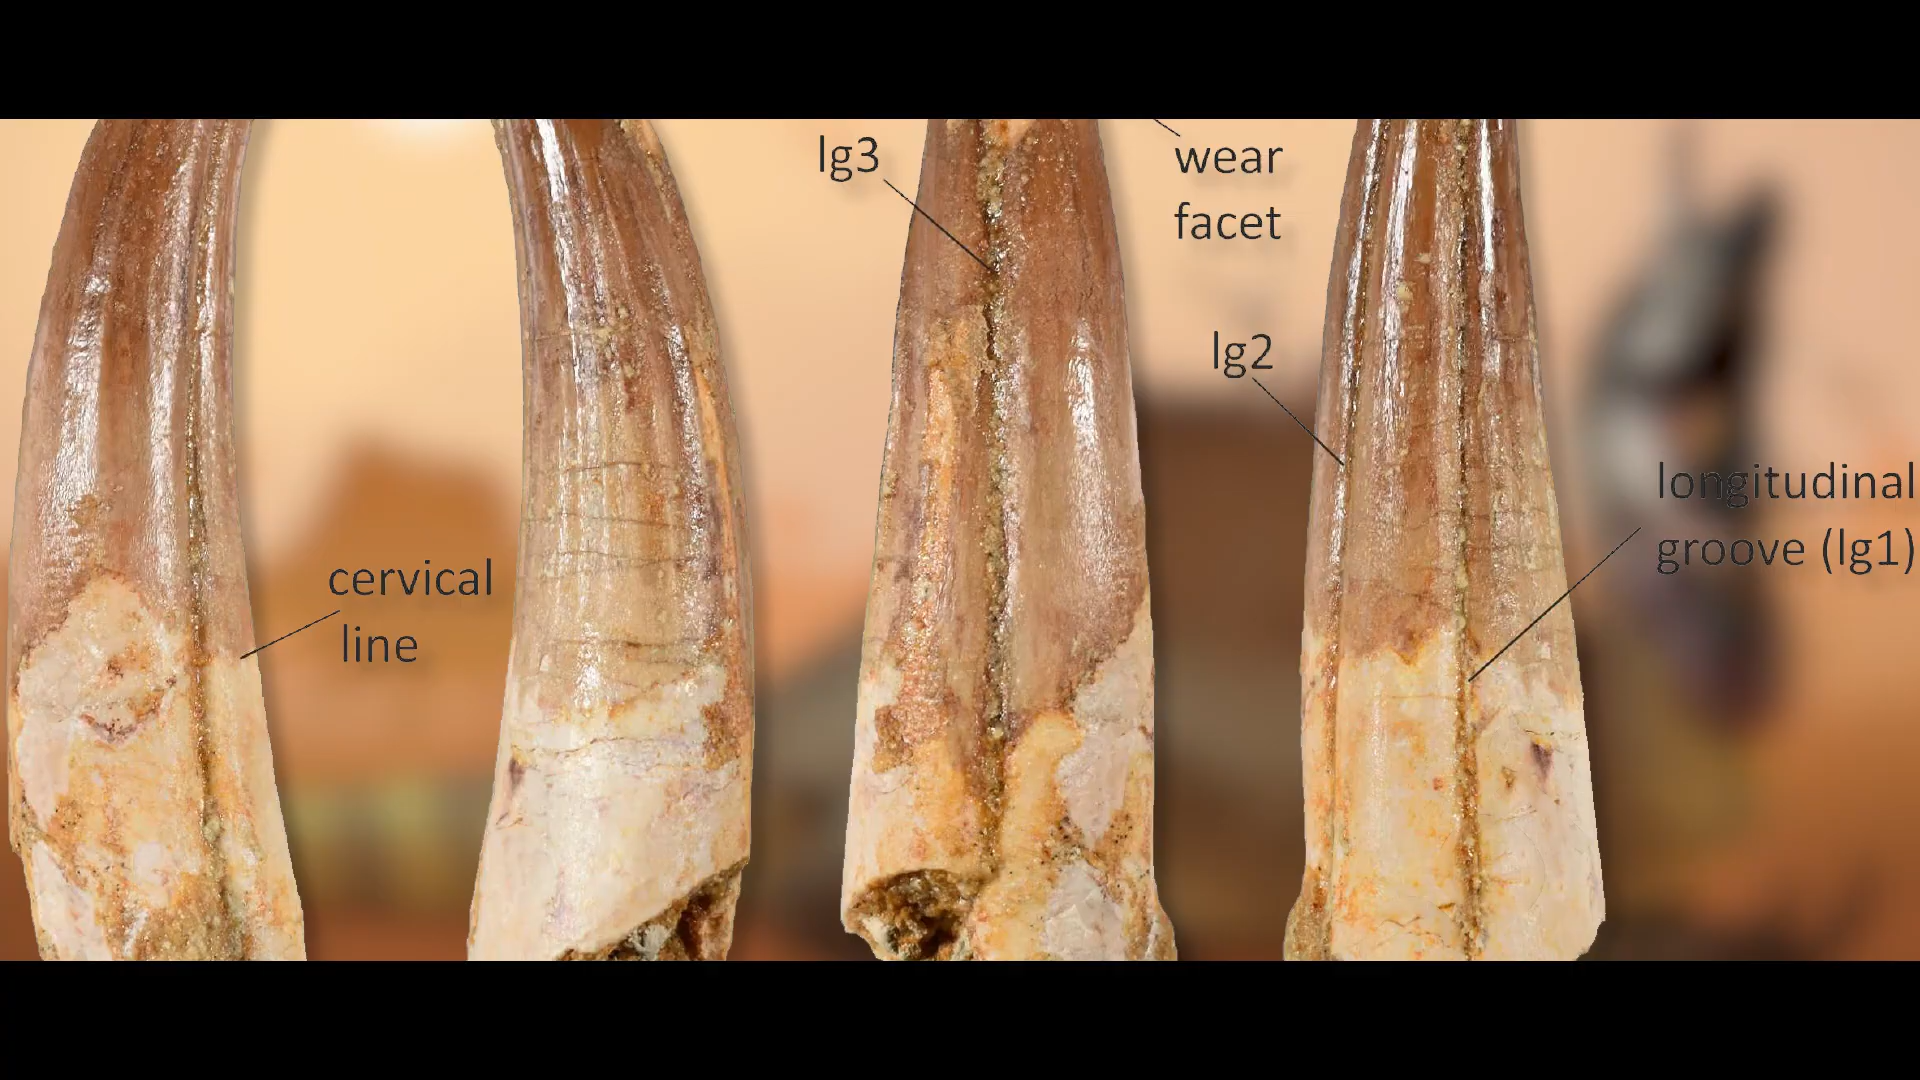 lg3
wear
facet
lg2
longitudinal
groove (lg1)
cervical
line